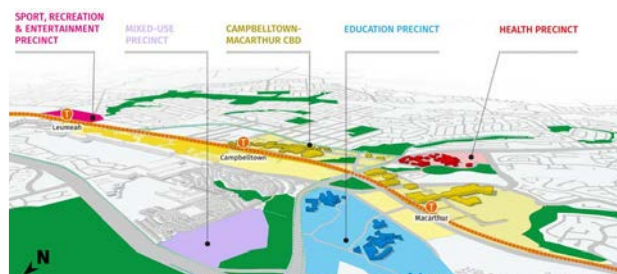 SPORT, RECREATION
& ENTERTAINMENT
PRECINCT
MIXED-USE
PRECINCT
CAMPBELLTOWN-
MACARTHUR CBD
EDUCATION PRECINCT
HEALTH PRECINCT
T
Leumeah
T
Campbelltown
T
Macarthur
N